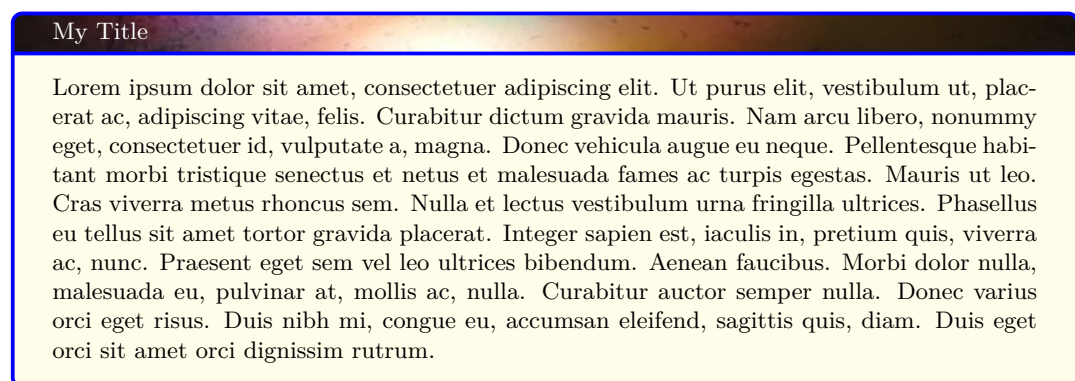 My Title
Lorem ipsum dolor sit amet, consectetuer adipiscing elit. Ut purus elit, vestibulum ut, plac-
erat ac, adipiscing vitae, felis. Curabitur dictum gravida mauris. Nam arcu libero, nonummy
eget, consectetuer id, vulputate a, magna. Donec vehicula augue eu neque. Pellentesque habi-
tant morbi tristique senectus et netus et malesuada fames ac turpis egestas. Mauris ut leo.
Cras viverra metus rhoncus sem. Nulla et lectus vestibulum urna fringilla ultrices. Phasellus
eu tellus sit amet tortor gravida placerat. Integer sapien est, iaculis in, pretium quis, viverra
ac, nunc. Praesent eget sem vel leo ultrices bibendum. Aenean faucibus. Morbi dolor nulla,
malesuada eu, pulvinar at, mollis ac, nulla. Curabitur auctor semper nulla. Donec varius
orci eget risus. Duis nibh mi, congue eu, accumsan eleifend, sagittis quis, diam. Duis eget
orci sit amet orci dignissim rutrum.